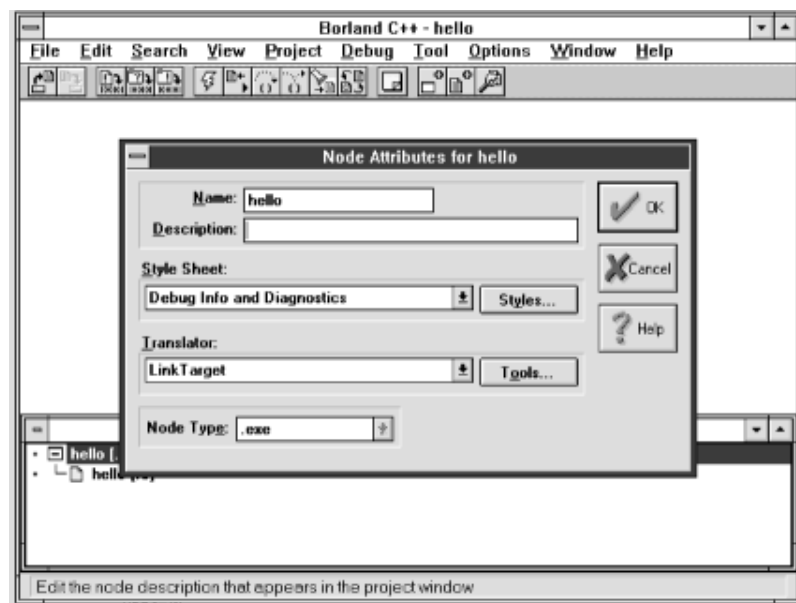 Borland C++ - hello
File Edit Search View Project Debug Tool Options Window Help
Node Attributes for hello
Name: hello
Description:
OK
Cancel
Help
Style Sheet:
Debug Info and Diagnostics
Styles...
Translator:
LinkTarget
Tools...
Node Type: .exe
hello [.
hello
Edit the node description that appears in the project window